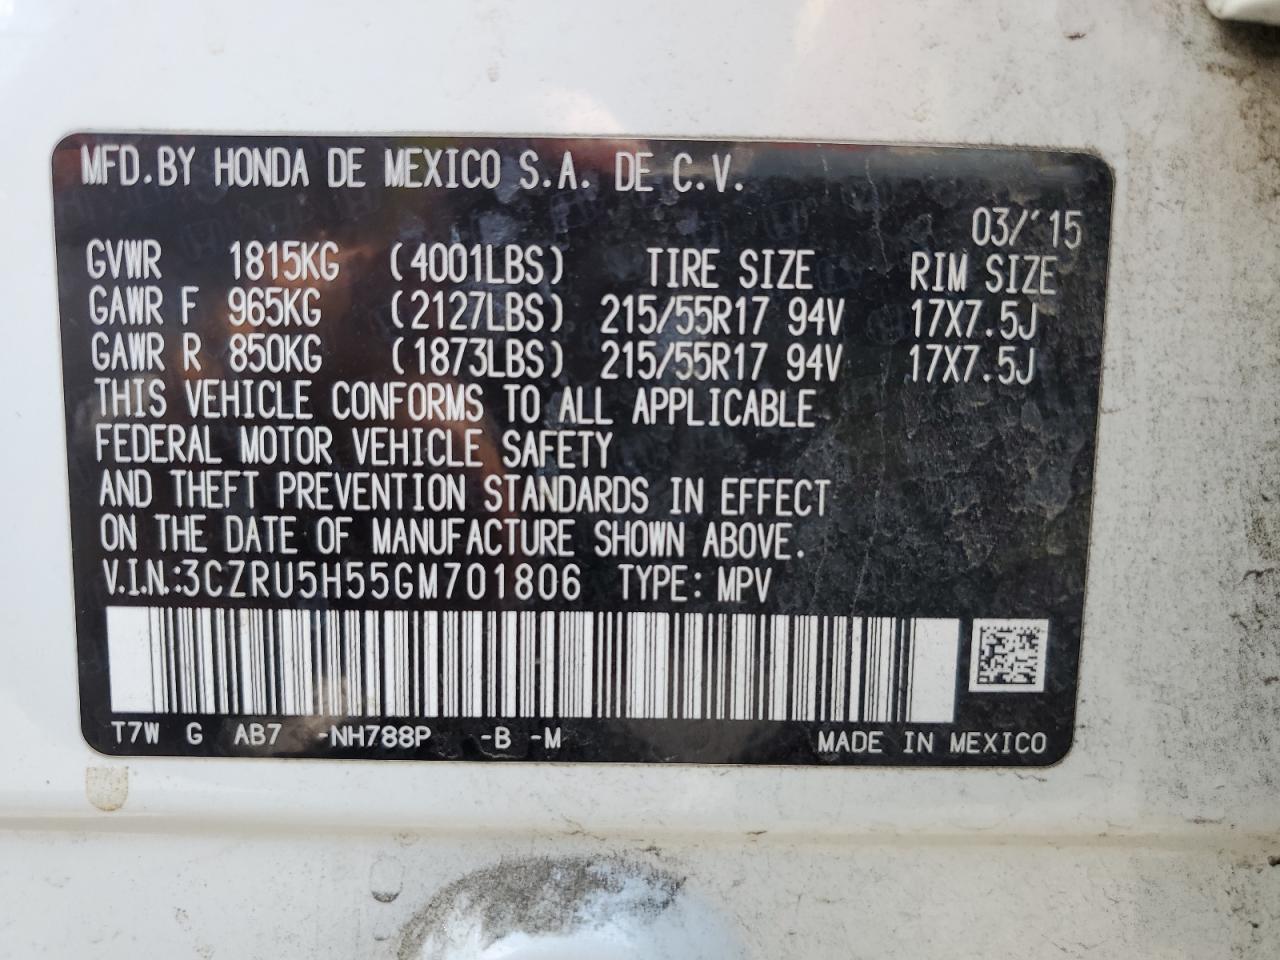 MFD.BY HONDA DE MEXICO S.A. DE C.V.
03/'15
GVWR 1815KG (4001LBS) TIRE SIZE RIM SIZE
GAWR F 965KG (2127LBS) 215/55R17 94V 17X7.5J
GAWR R 850KG (1873LBS) 215/55R17 94V 17X7.5J
THIS VEHICLE CONFORMS TO ALL APPLICABLE
FEDERAL MOTOR VEHICLE SAFETY
AND THEFT PREVENTION STANDARDS IN EFFECT
ON THE DATE OF MANUFACTURE SHOWN ABOVE.
V.I.N.:3CZRU5H55GM701806 TYPE: MPV
T7W G AB7 -NH788P -B -M MADE IN MEXICO